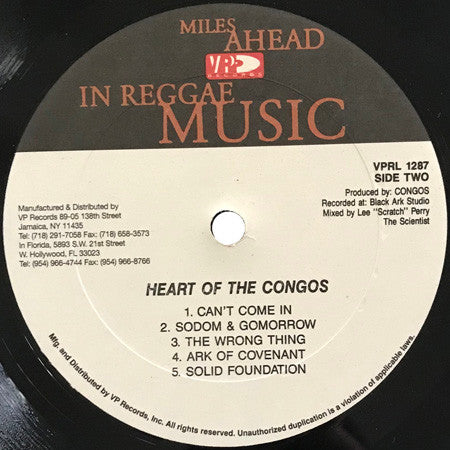 MILES
AHEAD
VP
RECORDS
IN REGGAE
MUSIC
VPRL 1287
SIDE TWO
Produced by: CONGOS
Recorded at: Black Ark Studio
Mixed by Lee "Scratch" Perry
The Scientist
Manufactured & Distributed by
VP Records 89-05 138th Street
Jamaica, NY 11435
Tel: (718) 291-7058 Fax: (718) 658-3573
In Florida, 5893 S.W. 21st Street
W. Hollywood, FL 33023
Tel: (954) 966-4744 Fax: (954) 966-8766
HEART OF THE CONGOS
1. CAN'T COME IN
2. SODOM & GOMORROW
3. THE WRONG THING
4. ARK OF COVENANT
5. SOLID FOUNDATION
Mfg. and Distributed by VP Records, Inc. All rights reserved. Unauthorized duplication is a violation of applicable laws.